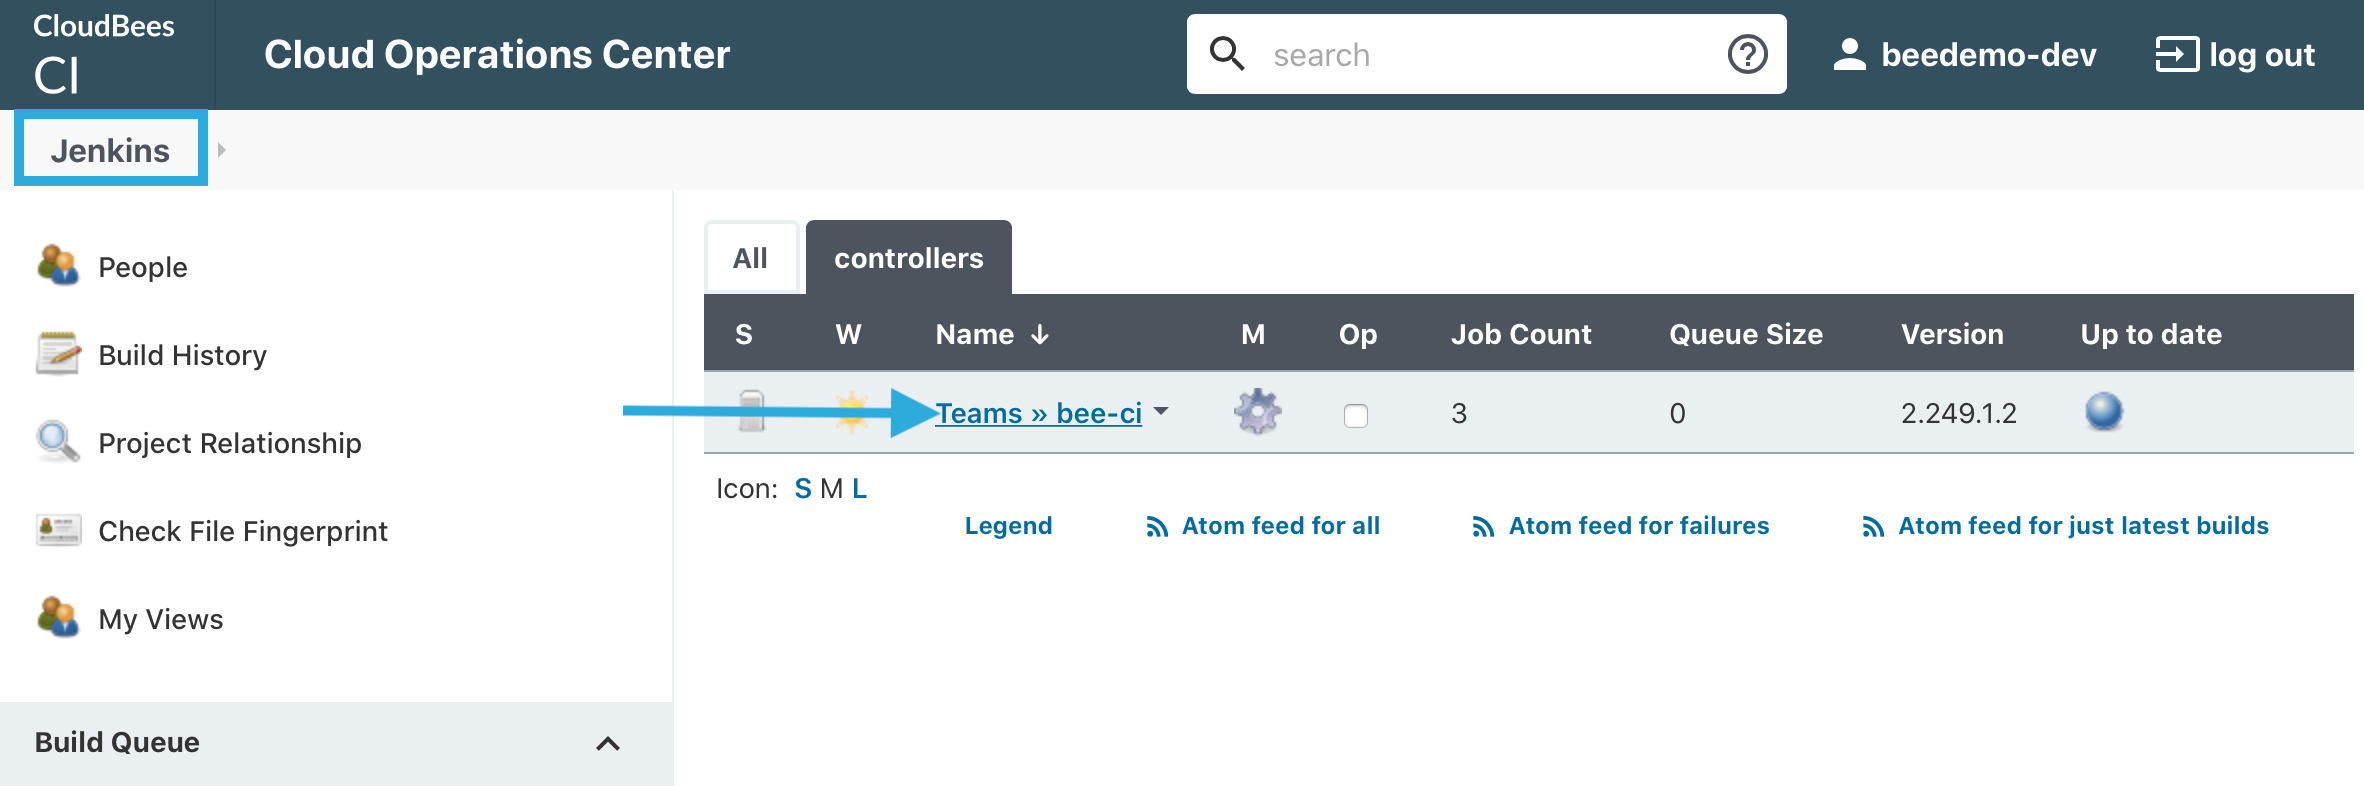 CloudBees
CI
Cloud Operations Center
search
beedemo-dev
log out
Jenkins
People
Build History
Project Relationship
Check File Fingerprint
My Views
Build Queue
All controllers
S W Name ↓ M Op Job Count Queue Size Version Up to date
Teams » bee-ci 3 0 2.249.1.2
Icon: S M L
Legend Atom feed for all Atom feed for failures Atom feed for just latest builds